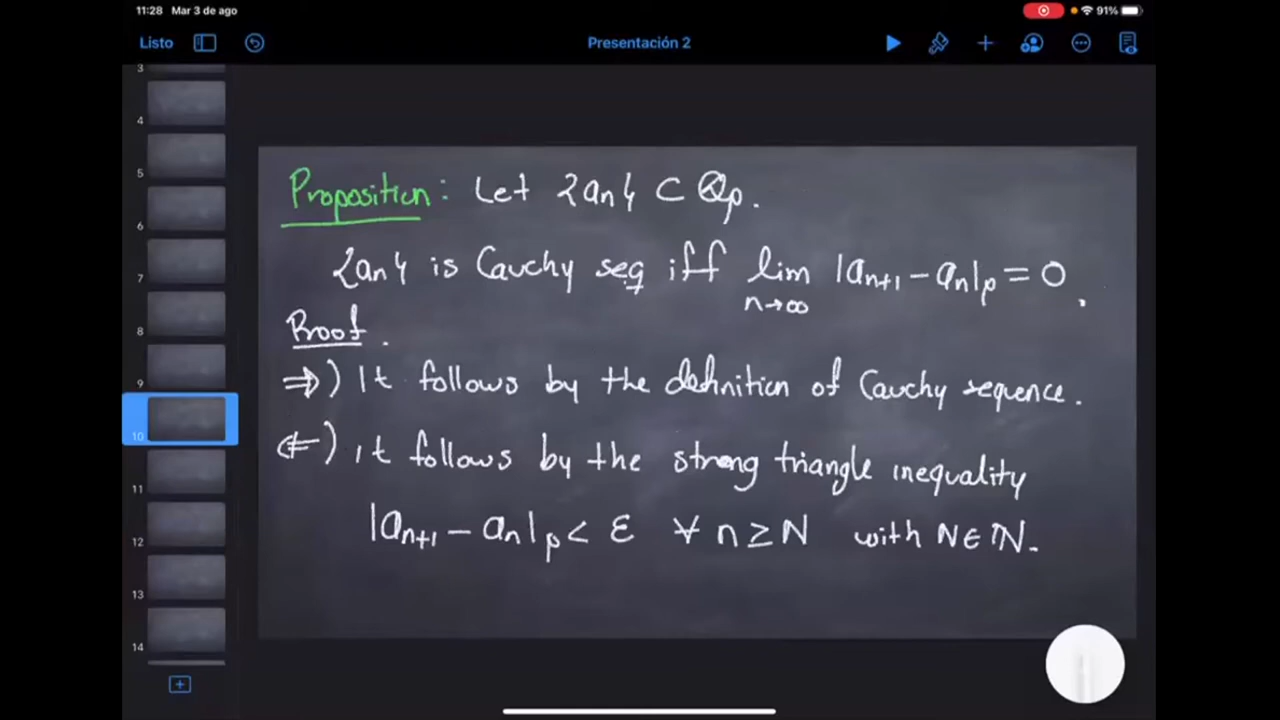 11:28 Mar 3 de ago
91%
Listo
Presentación 2
3
4
5
6
7
8
9
10
11
12
13
14
Proposition: Let {an} ⊂ Qp.
{an} is Cauchy seq iff lim |an+1 - an|p = 0.
n→∞
Proof.
⇒) It follows by the definition of Cauchy sequence.
⇐) it follows by the strong triangle inequality
|an+1 - an|p < ε ∀ n ≥ N with N ∈ ℕ.